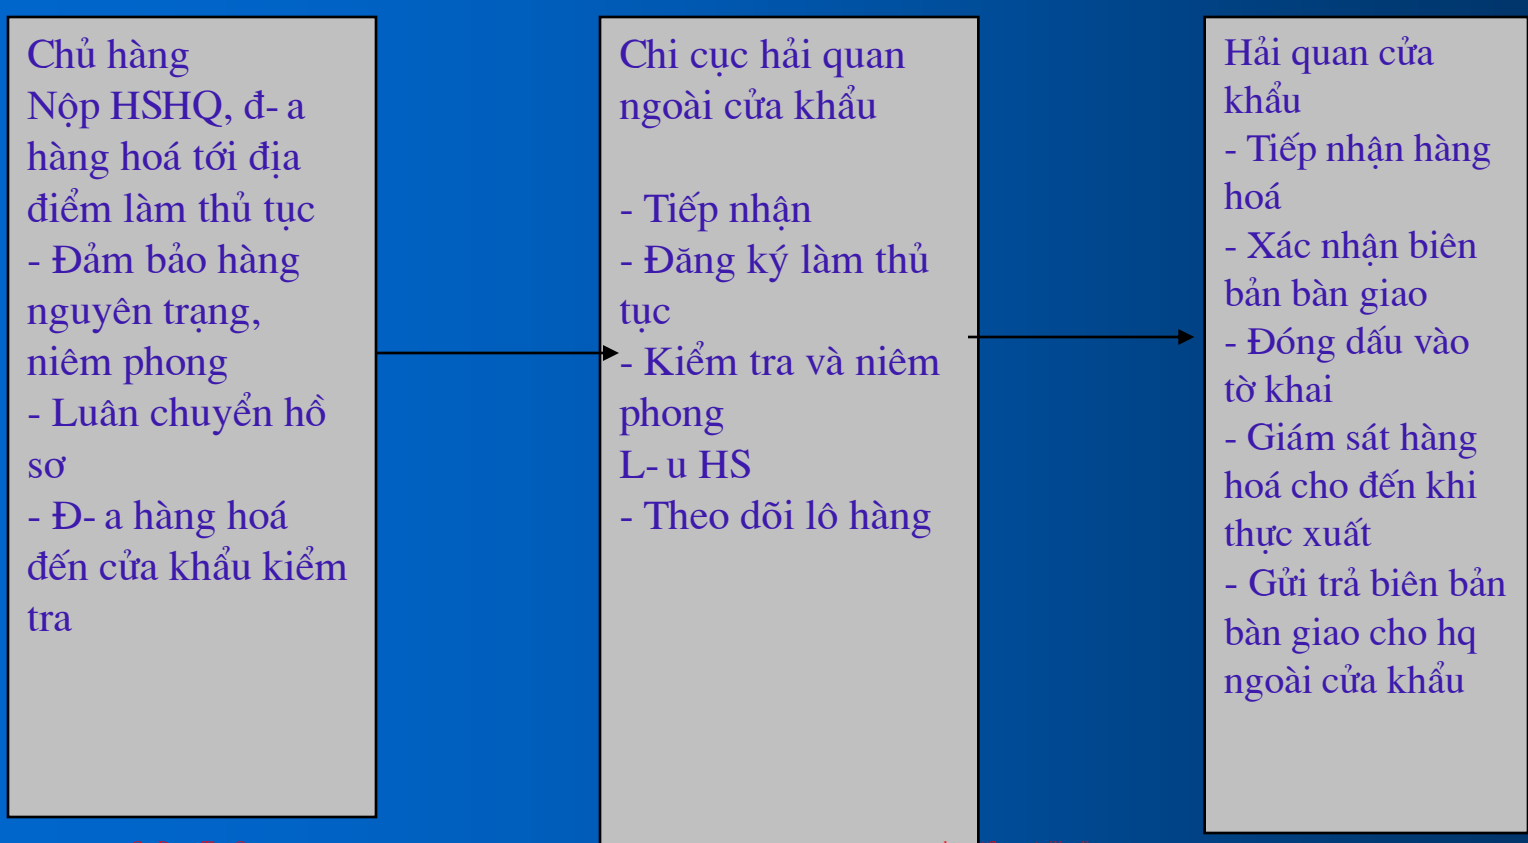 Chủ hàng
Nộp HSHQ, đ- a
hàng hoá tới địa
điểm làm thủ tục
- Đảm bảo hàng
nguyên trạng,
niêm phong
- Luân chuyển hồ
sơ
- Đ- a hàng hoá
đến cửa khẩu kiểm
tra
Chi cục hải quan
ngoài cửa khẩu
- Tiếp nhận
- Đăng ký làm thủ
tục
- Kiểm tra và niêm
phong
L- u HS
- Theo dõi lô hàng
Hải quan cửa
khẩu
- Tiếp nhận hàng
hoá
- Xác nhận biên
bản bàn giao
- Đóng dấu vào
tờ khai
- Giám sát hàng
hoá cho đến khi
thực xuất
- Gửi trả biên bản
bàn giao cho hq
ngoài cửa khẩu